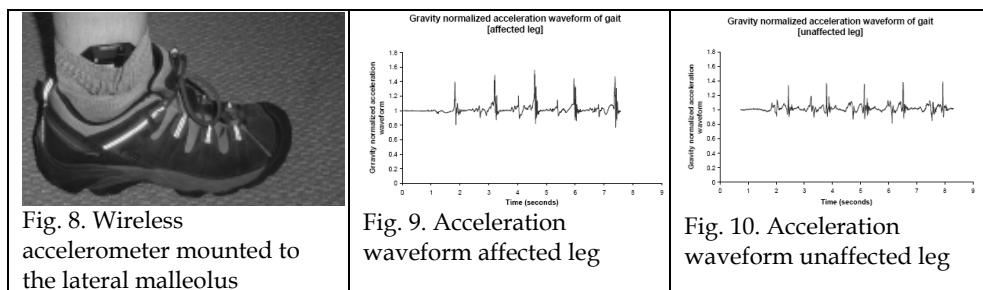 Gravity normalized acceleration waveform of gait
[affected leg]
Grravity normalized acceleration
waveform
1.8
1.6
1.4
1.2
1
0.8
0.6
0.4
0.2
0
0 1 2 3 4 5 6 7 8 9
Time (seconds)
Gravity normalized acceleration waveform of gait
[unaffected leg]
Gravity normalized acceleration
waveform
1.8
1.6
1.4
1.2
1
0.8
0.6
0.4
0.2
0
0 1 2 3 4 5 6 7 8 9
Time (seconds)
Fig. 8. Wireless
accelerometer mounted to
the lateral malleolus
Fig. 9. Acceleration
waveform affected leg
Fig. 10. Acceleration
waveform unaffected leg